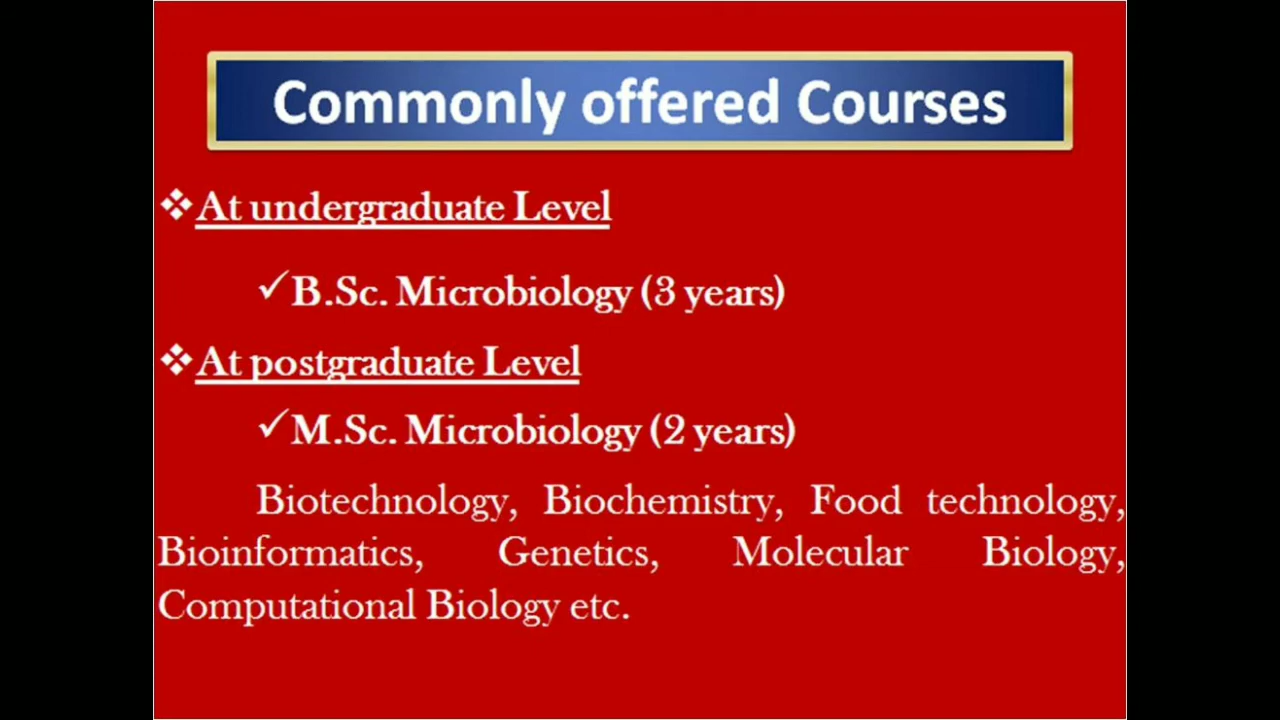 Commonly offered Courses
❖At undergraduate Level
✓B.Sc. Microbiology (3 years)
❖At postgraduate Level
✓M.Sc. Microbiology (2 years)
Biotechnology, Biochemistry, Food technology,
Bioinformatics, Genetics, Molecular Biology,
Computational Biology etc.